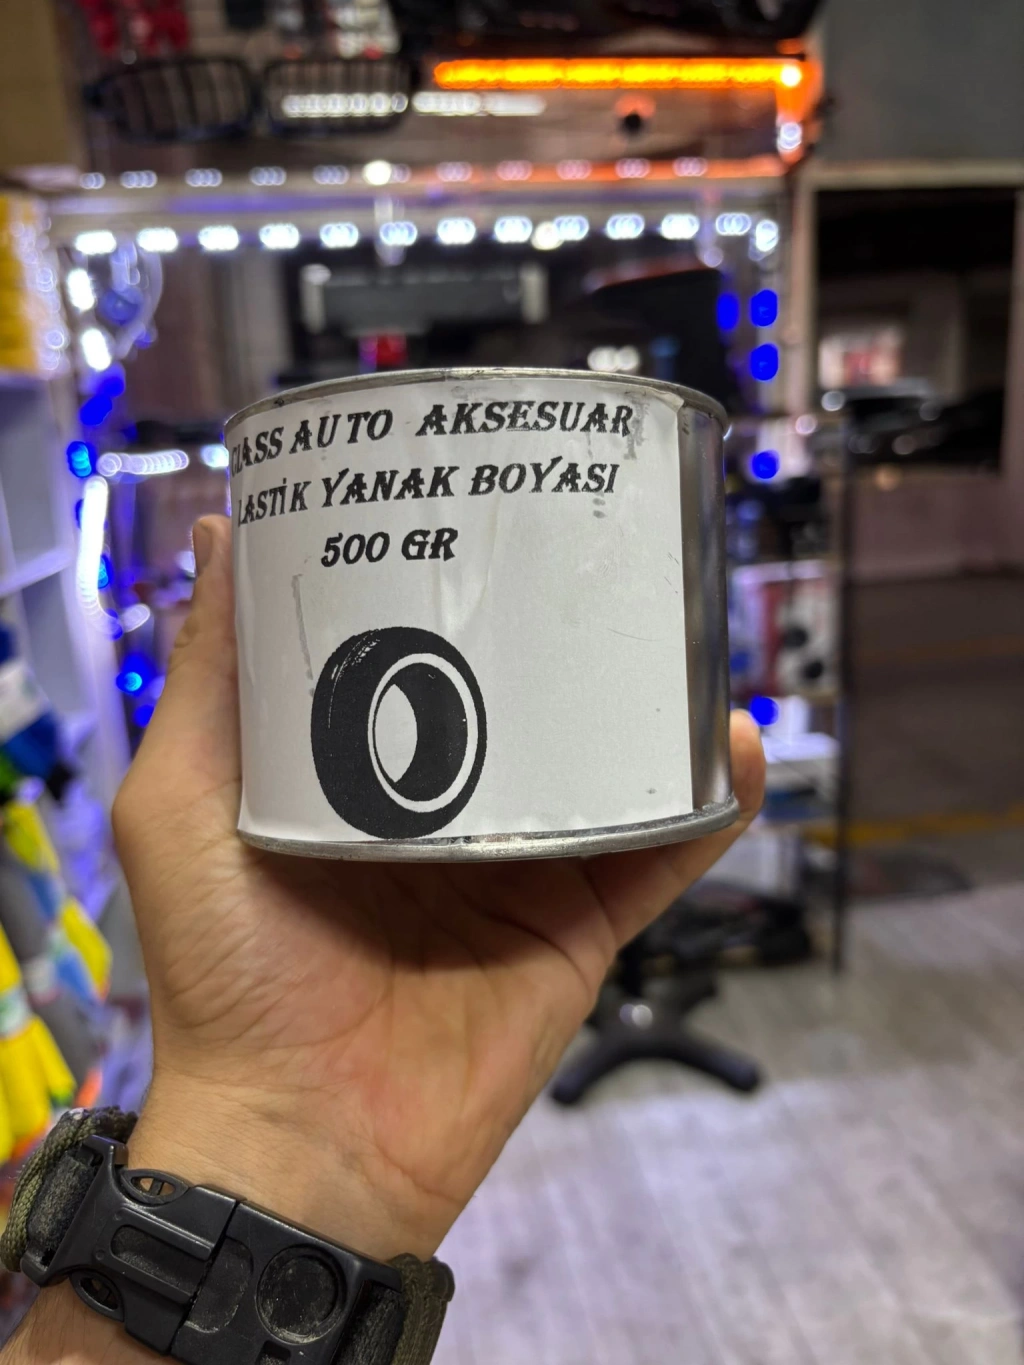 CLASS AUTO AKSESUAR
LASTİK YANAK BOYASI
500 GR